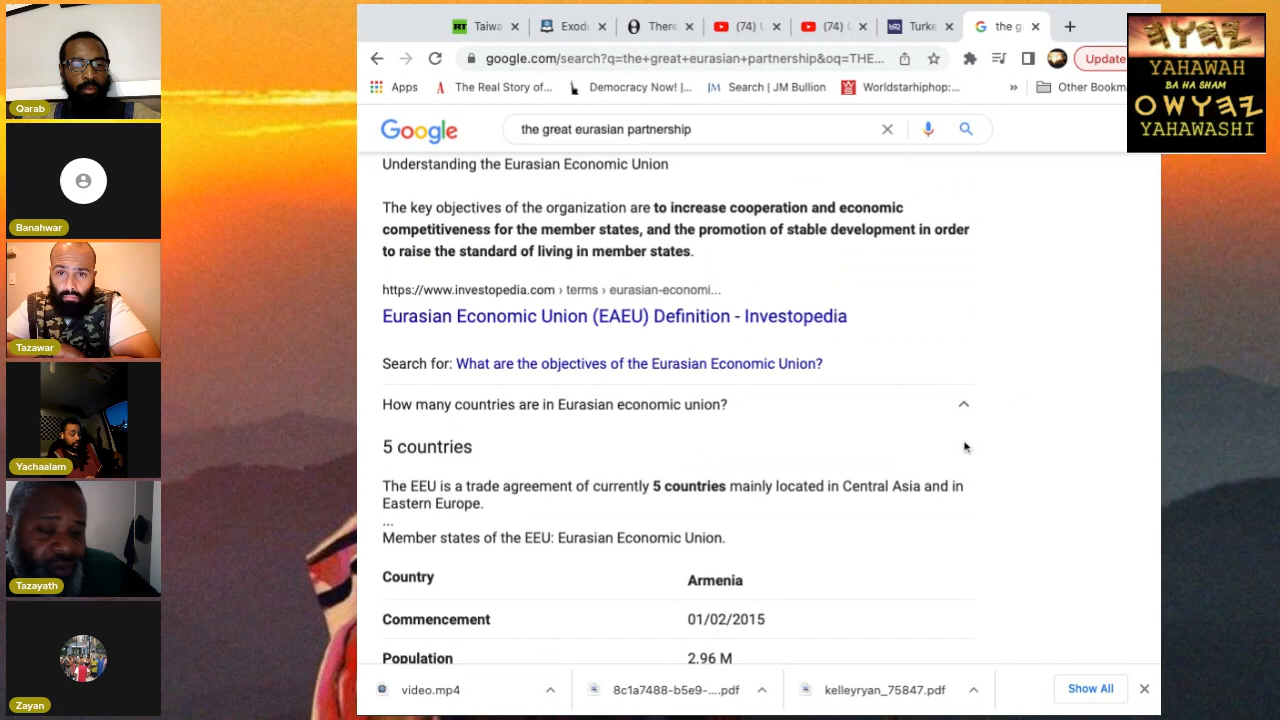 Qarab
Banahwar
Tazawar
Yachaalam
Tazayath
Zayan
Taiwa
Exod
There
(74) L
(74) (
Turke
the g
google.com/search?q=the+great+eurasian+partnership&oq=THE...
Update
Apps
The Real Story of...
Democracy Now! |...
Search | JM Bullion
Worldstarhiphop:...
»
Other Bookm
YAHAWAH
BA HA SHAM
YAHAWASHI
Google
the great eurasian partnership
Understanding the Eurasian Economic Union
The key objectives of the organization are to increase cooperation and economic
competitiveness for the member states, and the promotion of stable development in order
to raise the standard of living in member states.
https://www.investopedia.com › terms › eurasian-economi...
Eurasian Economic Union (EAEU) Definition - Investopedia
Search for: What are the objectives of the Eurasian Economic Union?
How many countries are in Eurasian economic union?
5 countries
The EEU is a trade agreement of currently 5 countries mainly located in Central Asia and in
Eastern Europe.
...
Member states of the EEU: Eurasian Economic Union.
Country Armenia
Commencement 01/02/2015
Population 2.96 M
video.mp4
8c1a7488-b5e9-....pdf
kelleyryan_75847.pdf
Show All